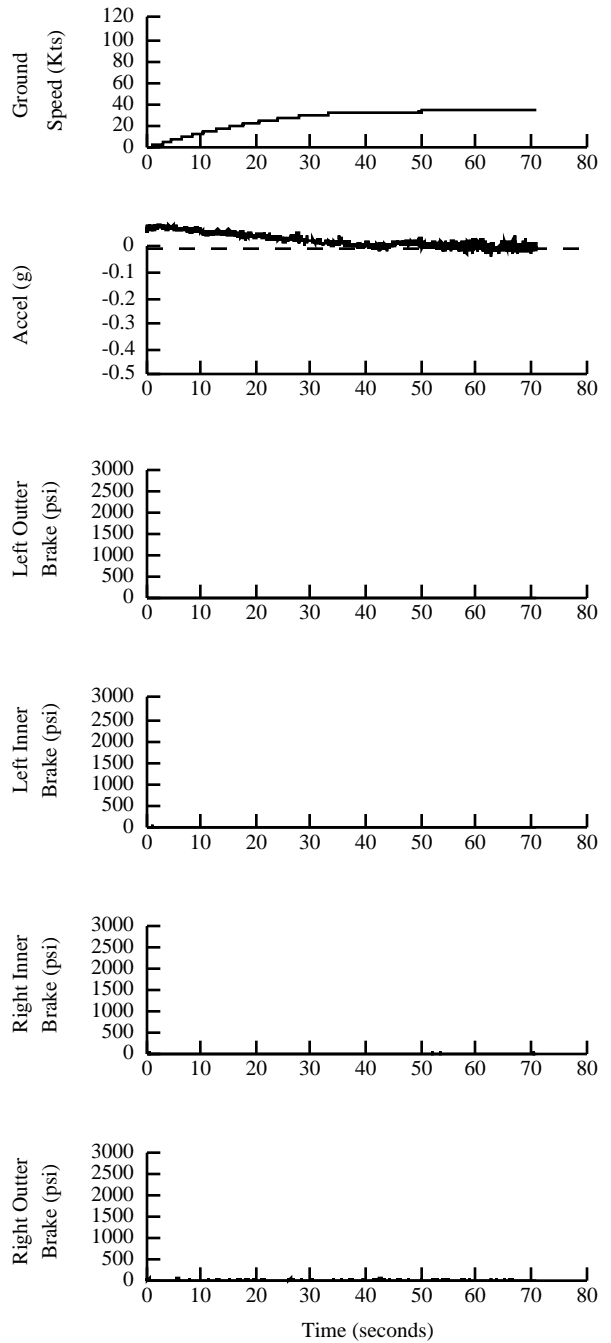 Ground
Speed (Kts)
120
100
80
60
40
20
0
0 10 20 30 40 50 60 70 80
Accel (g)
0
-0.1
-0.2
-0.3
-0.4
-0.5
0 10 20 30 40 50 60 70 80
Left Outter
Brake (psi)
3000
2500
2000
1500
1000
500
0
0 10 20 30 40 50 60 70 80
Left Inner
Brake (psi)
3000
2500
2000
1500
1000
500
0
0 10 20 30 40 50 60 70 80
Right Inner
Brake (psi)
3000
2500
2000
1500
1000
500
0
0 10 20 30 40 50 60 70 80
Right Outter
Brake (psi)
3000
2500
2000
1500
1000
500
0
0 10 20 30 40 50 60 70 80
Time (seconds)